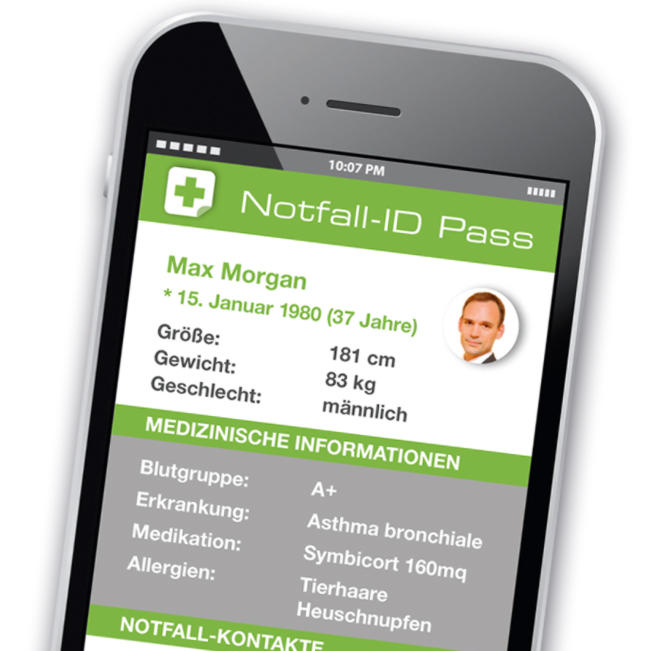 10:07 PM
Notfall-ID Pass
Max Morgan
* 15. Januar 1980 (37 Jahre)
Größe: 181 cm
Gewicht: 83 kg
Geschlecht: männlich
MEDIZINISCHE INFORMATIONEN
Blutgruppe: A+
Erkrankung: Asthma bronchiale
Medikation: Symbicort 160mq
Allergien: Tierhaare
Heuschnupfen
NOTFALL-KONTAKTE